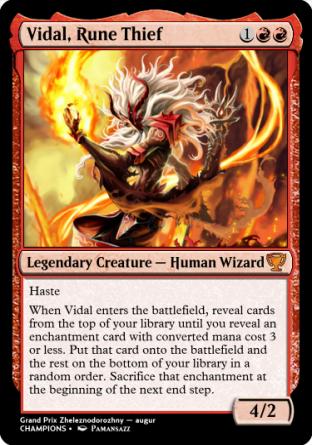 Vidal, Rune Thief 1
Legendary Creature — Human Wizard
Haste
When Vidal enters the battlefield, reveal cards
from the top of your library until you reveal an
enchantment card with converted mana cost 3
or less. Put that card onto the battlefield and
the rest on the bottom of your library in a
random order. Sacrifice that enchantment at
the beginning of the next end step.
4/2
Grand Prix Zheleznodorozhny — augur
CHAMPIONS • Pamansazz